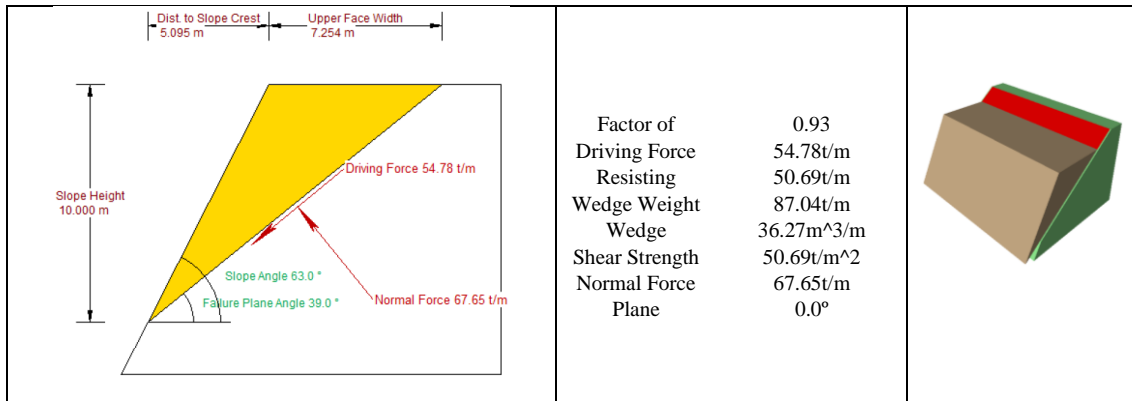 Dist. to Slope Crest
5.095 m
Upper Face Width
7.254 m
Slope Height
10.000 m
Driving Force 54.78 t/m
Slope Angle 63.0 °
Failure Plane Angle 39.0 °
Normal Force 67.65 t/m
Factor of 0.93
Driving Force 54.78t/m
Resisting 50.69t/m
Wedge Weight 87.04t/m
Wedge 36.27m^3/m
Shear Strength 50.69t/m^2
Normal Force 67.65t/m
Plane 0.0º